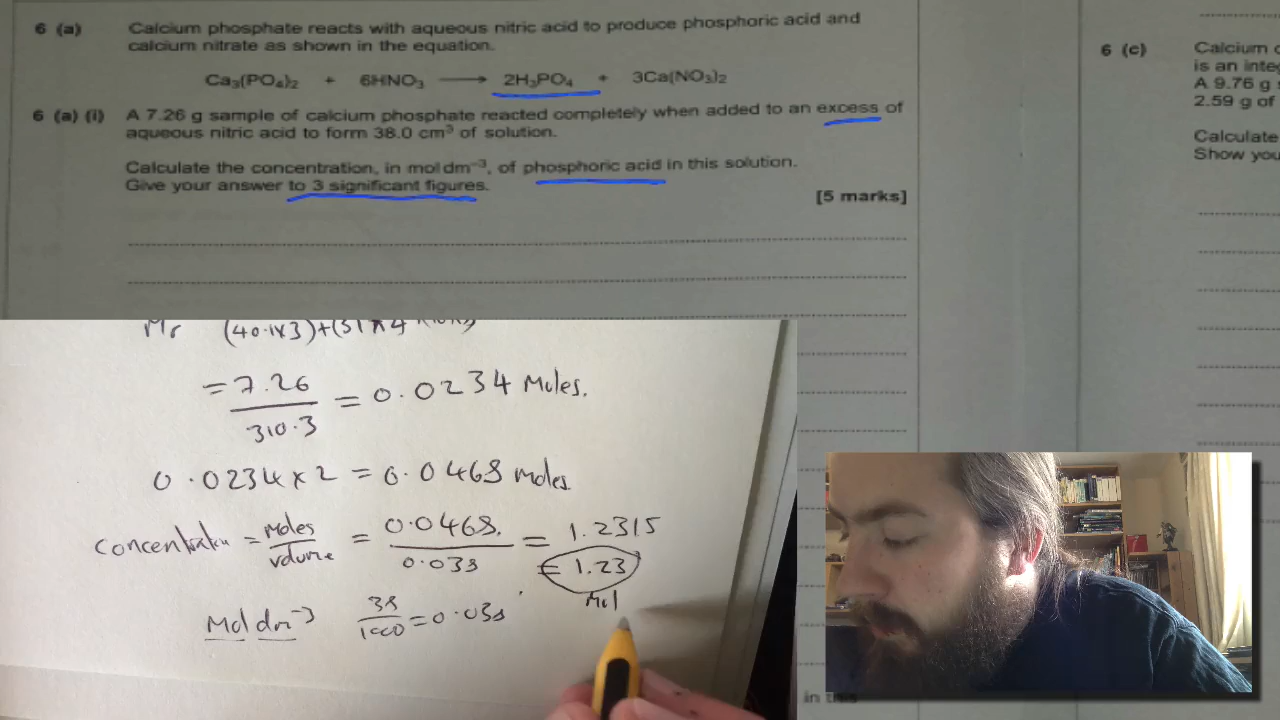 6 (a) Calcium phosphate reacts with aqueous nitric acid to produce phosphoric acid and
calcium nitrate as shown in the equation.
Ca₃(PO₄)₂ + 6HNO₃ ⟶ 2H₃PO₄ + 3Ca(NO₃)₂
6 (a) (i) A 7.26 g sample of calcium phosphate reacted completely when added to an excess of
aqueous nitric acid to form 38.0 cm³ of solution.
Calculate the concentration, in mol dm⁻³, of phosphoric acid in this solution.
Give your answer to 3 significant figures.
[5 marks]
Mr (40.1x3)+(31
= 7.26 / 310.3 = 0.0234 Moles.
0.0234 x 2 = 0.0468 moles
Concentration = moles / volume = 0.0468 / 0.038 = 1.2315
= 1.23
Mol
Mol dm⁻³ 38 / 1000 = 0.038
6 (c) Calcium
is an
A 9.76 g
2.59 g of
Calculate
Show you
in this